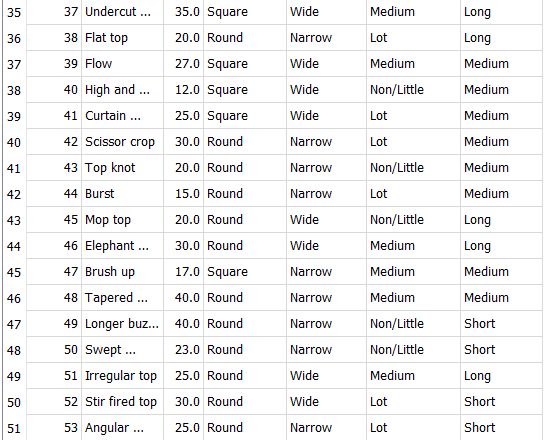 35 37 Undercut ... 35.0 Square Wide Medium Long
36 38 Flat top 20.0 Round Narrow Lot Long
37 39 Flow 27.0 Square Wide Medium Medium
38 40 High and ... 12.0 Square Wide Non/Little Medium
39 41 Curtain ... 25.0 Square Wide Lot Medium
40 42 Scissor crop 30.0 Round Narrow Lot Medium
41 43 Top knot 20.0 Round Narrow Non/Little Medium
42 44 Burst 15.0 Round Narrow Lot Medium
43 45 Mop top 20.0 Round Wide Non/Little Long
44 46 Elephant ... 30.0 Round Wide Medium Long
45 47 Brush up 17.0 Square Narrow Medium Medium
46 48 Tapered ... 40.0 Round Narrow Medium Medium
47 49 Longer buz... 40.0 Round Narrow Non/Little Short
48 50 Swept ... 23.0 Round Narrow Non/Little Short
49 51 Irregular top 25.0 Round Wide Medium Long
50 52 Stir fired top 30.0 Round Wide Lot Short
51 53 Angular ... 25.0 Round Narrow Lot Short